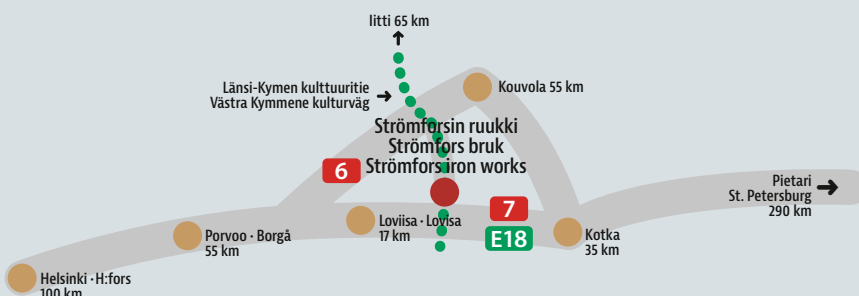 Iitti 65 km
Länsi-Kymen kulttuuritie
Västra Kymmene kulturväg
Kouvola 55 km
Strömforsin ruukki
Strömfors bruk
Strömfors iron works
6
7
E18
Pietari
St. Petersburg
290 km
Loviisa · Lovisa
17 km
Porvoo · Borgå
55 km
Kotka
35 km
Helsinki · H:fors
100 km